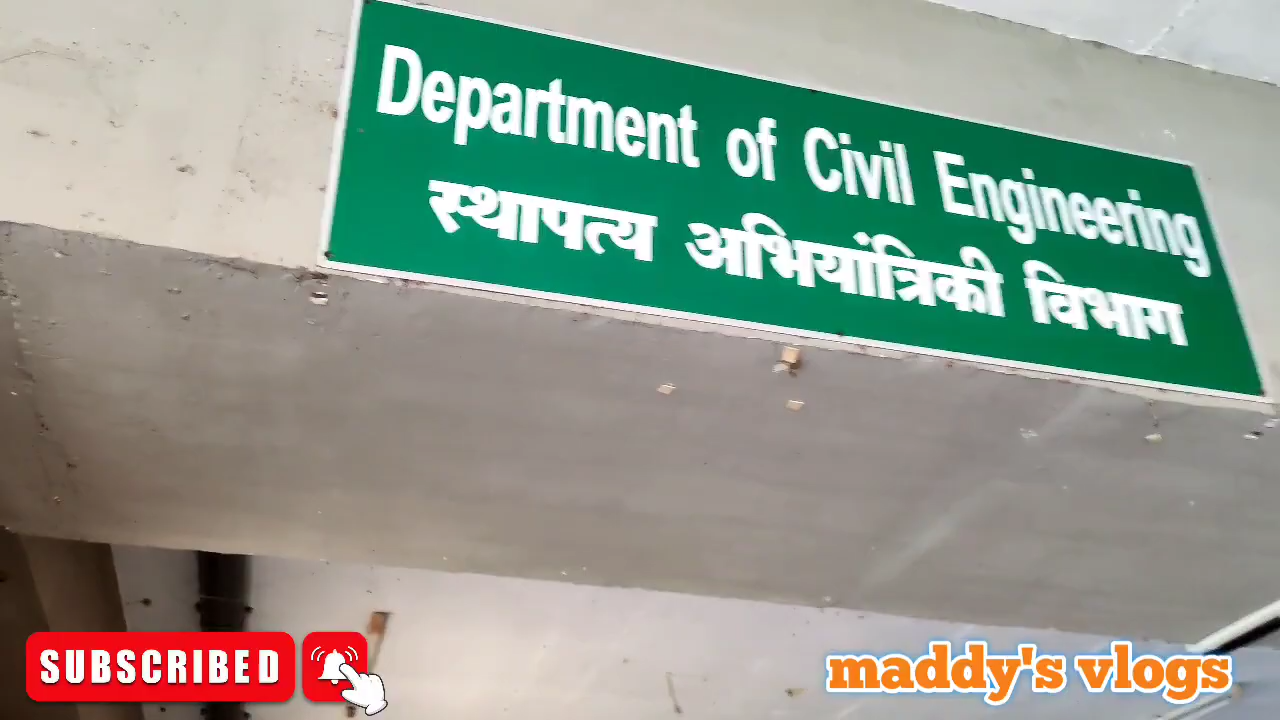 Department of Civil Engineering
स्थापत्य अभियांत्रिकी विभाग
SUBSCRIBED
maddy's vlogs